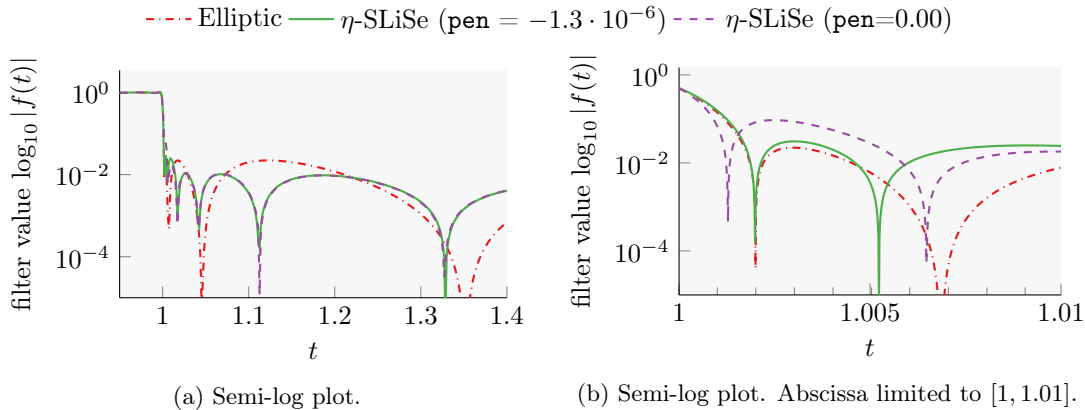 Elliptic η-SLiSe (pen = −1.3 · 10⁻⁶) η-SLiSe (pen=0.00)
filter value log₁₀ |f(t)|
10⁰
10⁻²
10⁻⁴
1 1.1 1.2 1.3 1.4
t
(a) Semi-log plot.
filter value log₁₀ |f(t)|
10⁰
10⁻²
10⁻⁴
1 1.005 1.01
t
(b) Semi-log plot. Abscissa limited to [1, 1.01].